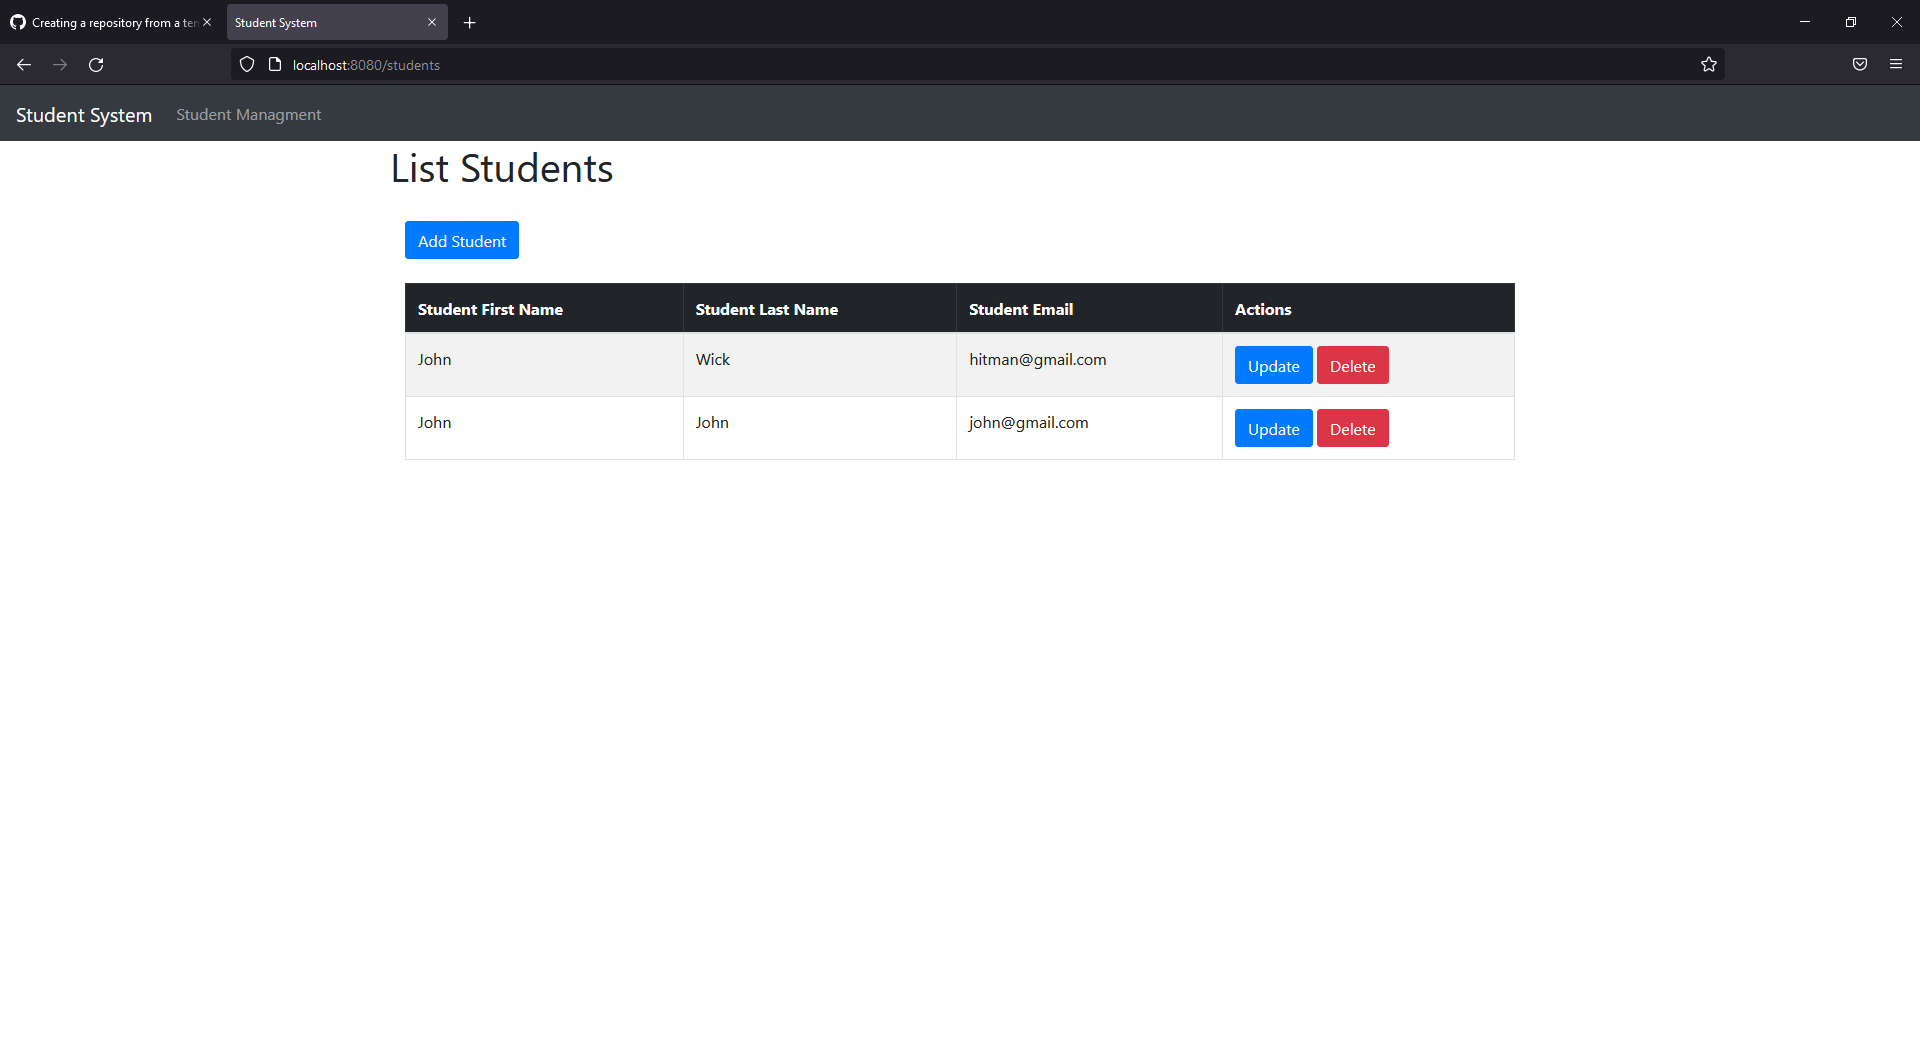 Creating a repository from a ten
Student System
localhost:8080/students
Student System Student Managment
List Students
Add Student
Student First Name Student Last Name Student Email Actions
John Wick hitman@gmail.com Update Delete
John John john@gmail.com Update Delete